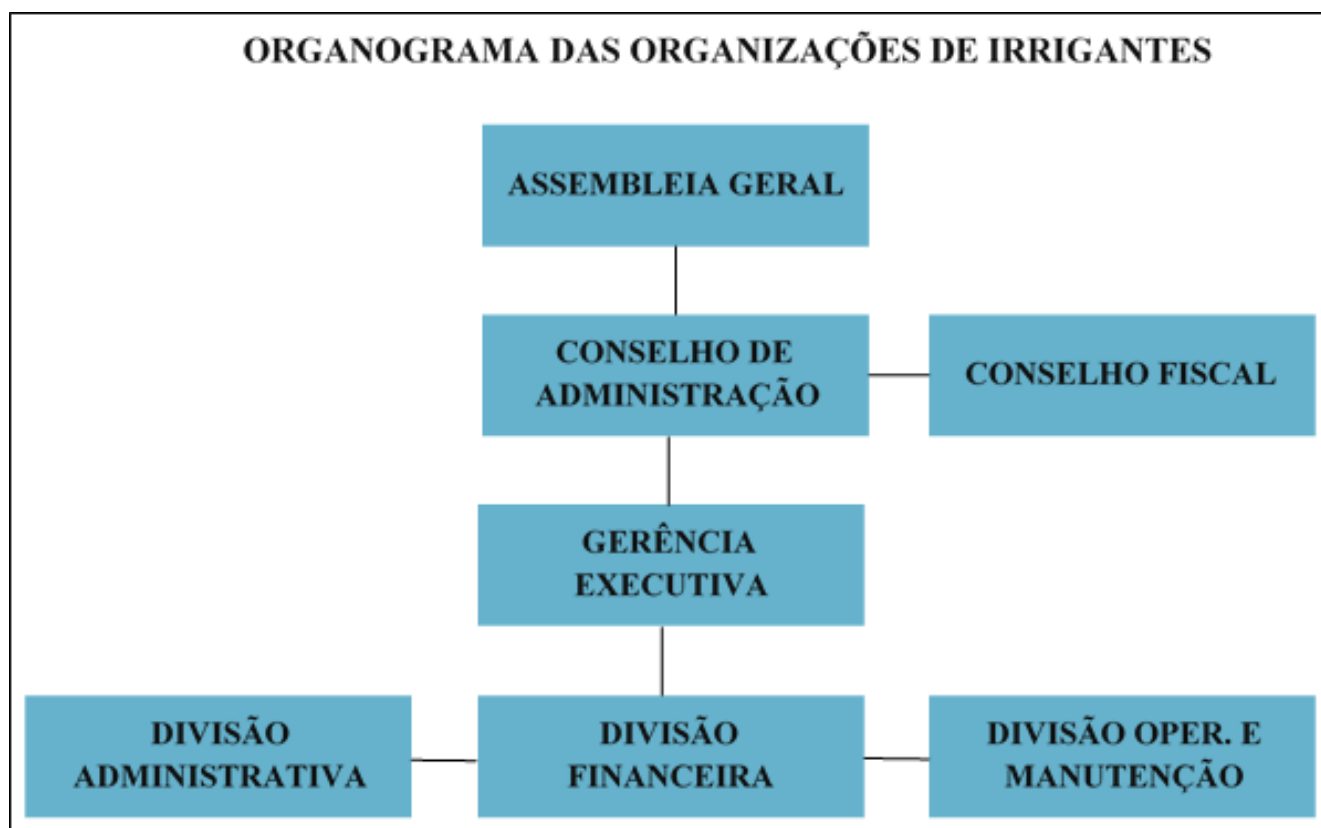 ORGANOGRAMA DAS ORGANIZAÇÕES DE IRRIGANTES
ASSEMBLEIA GERAL
CONSELHO DE
ADMINISTRAÇÃO
CONSELHO FISCAL
GERÊNCIA
EXECUTIVA
DIVISÃO
ADMINISTRATIVA
DIVISÃO
FINANCEIRA
DIVISÃO OPER. E
MANUTENÇÃO